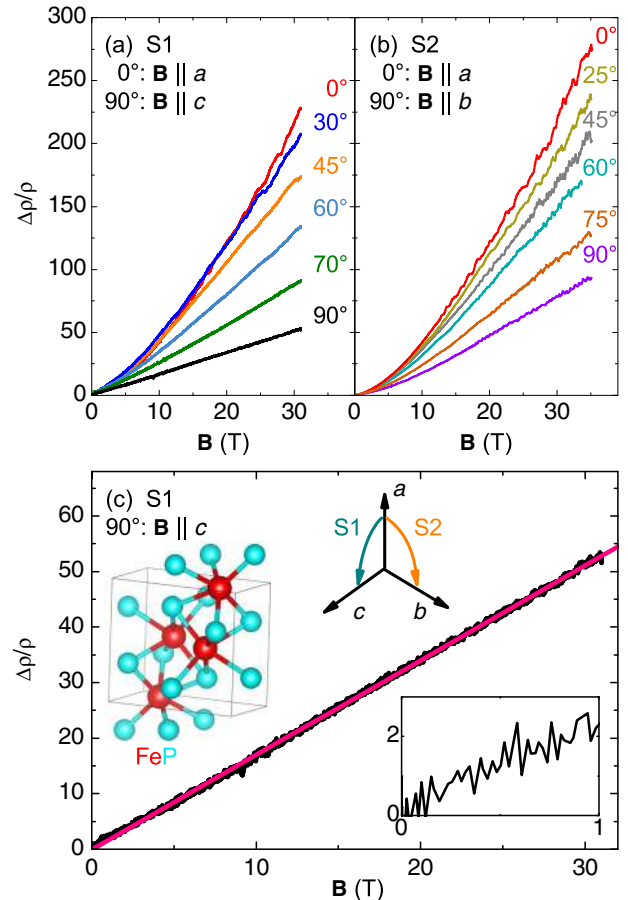 (a) S1
0°: B || a
90°: B || c
0°
30°
45°
60°
70°
90°
300
250
200
150
100
50
0
Δρ/ρ
0 10 20 30
B (T)
(b) S2
0°: B || a
90°: B || b
0°
25°
45°
60°
75°
90°
0 10 20 30
B (T)
(c) S1
90°: B || c
a
S1 S2
c b
FeP
60
50
40
30
20
10
0
Δρ/ρ
2
0
0 1
0 10 20 30
B (T)